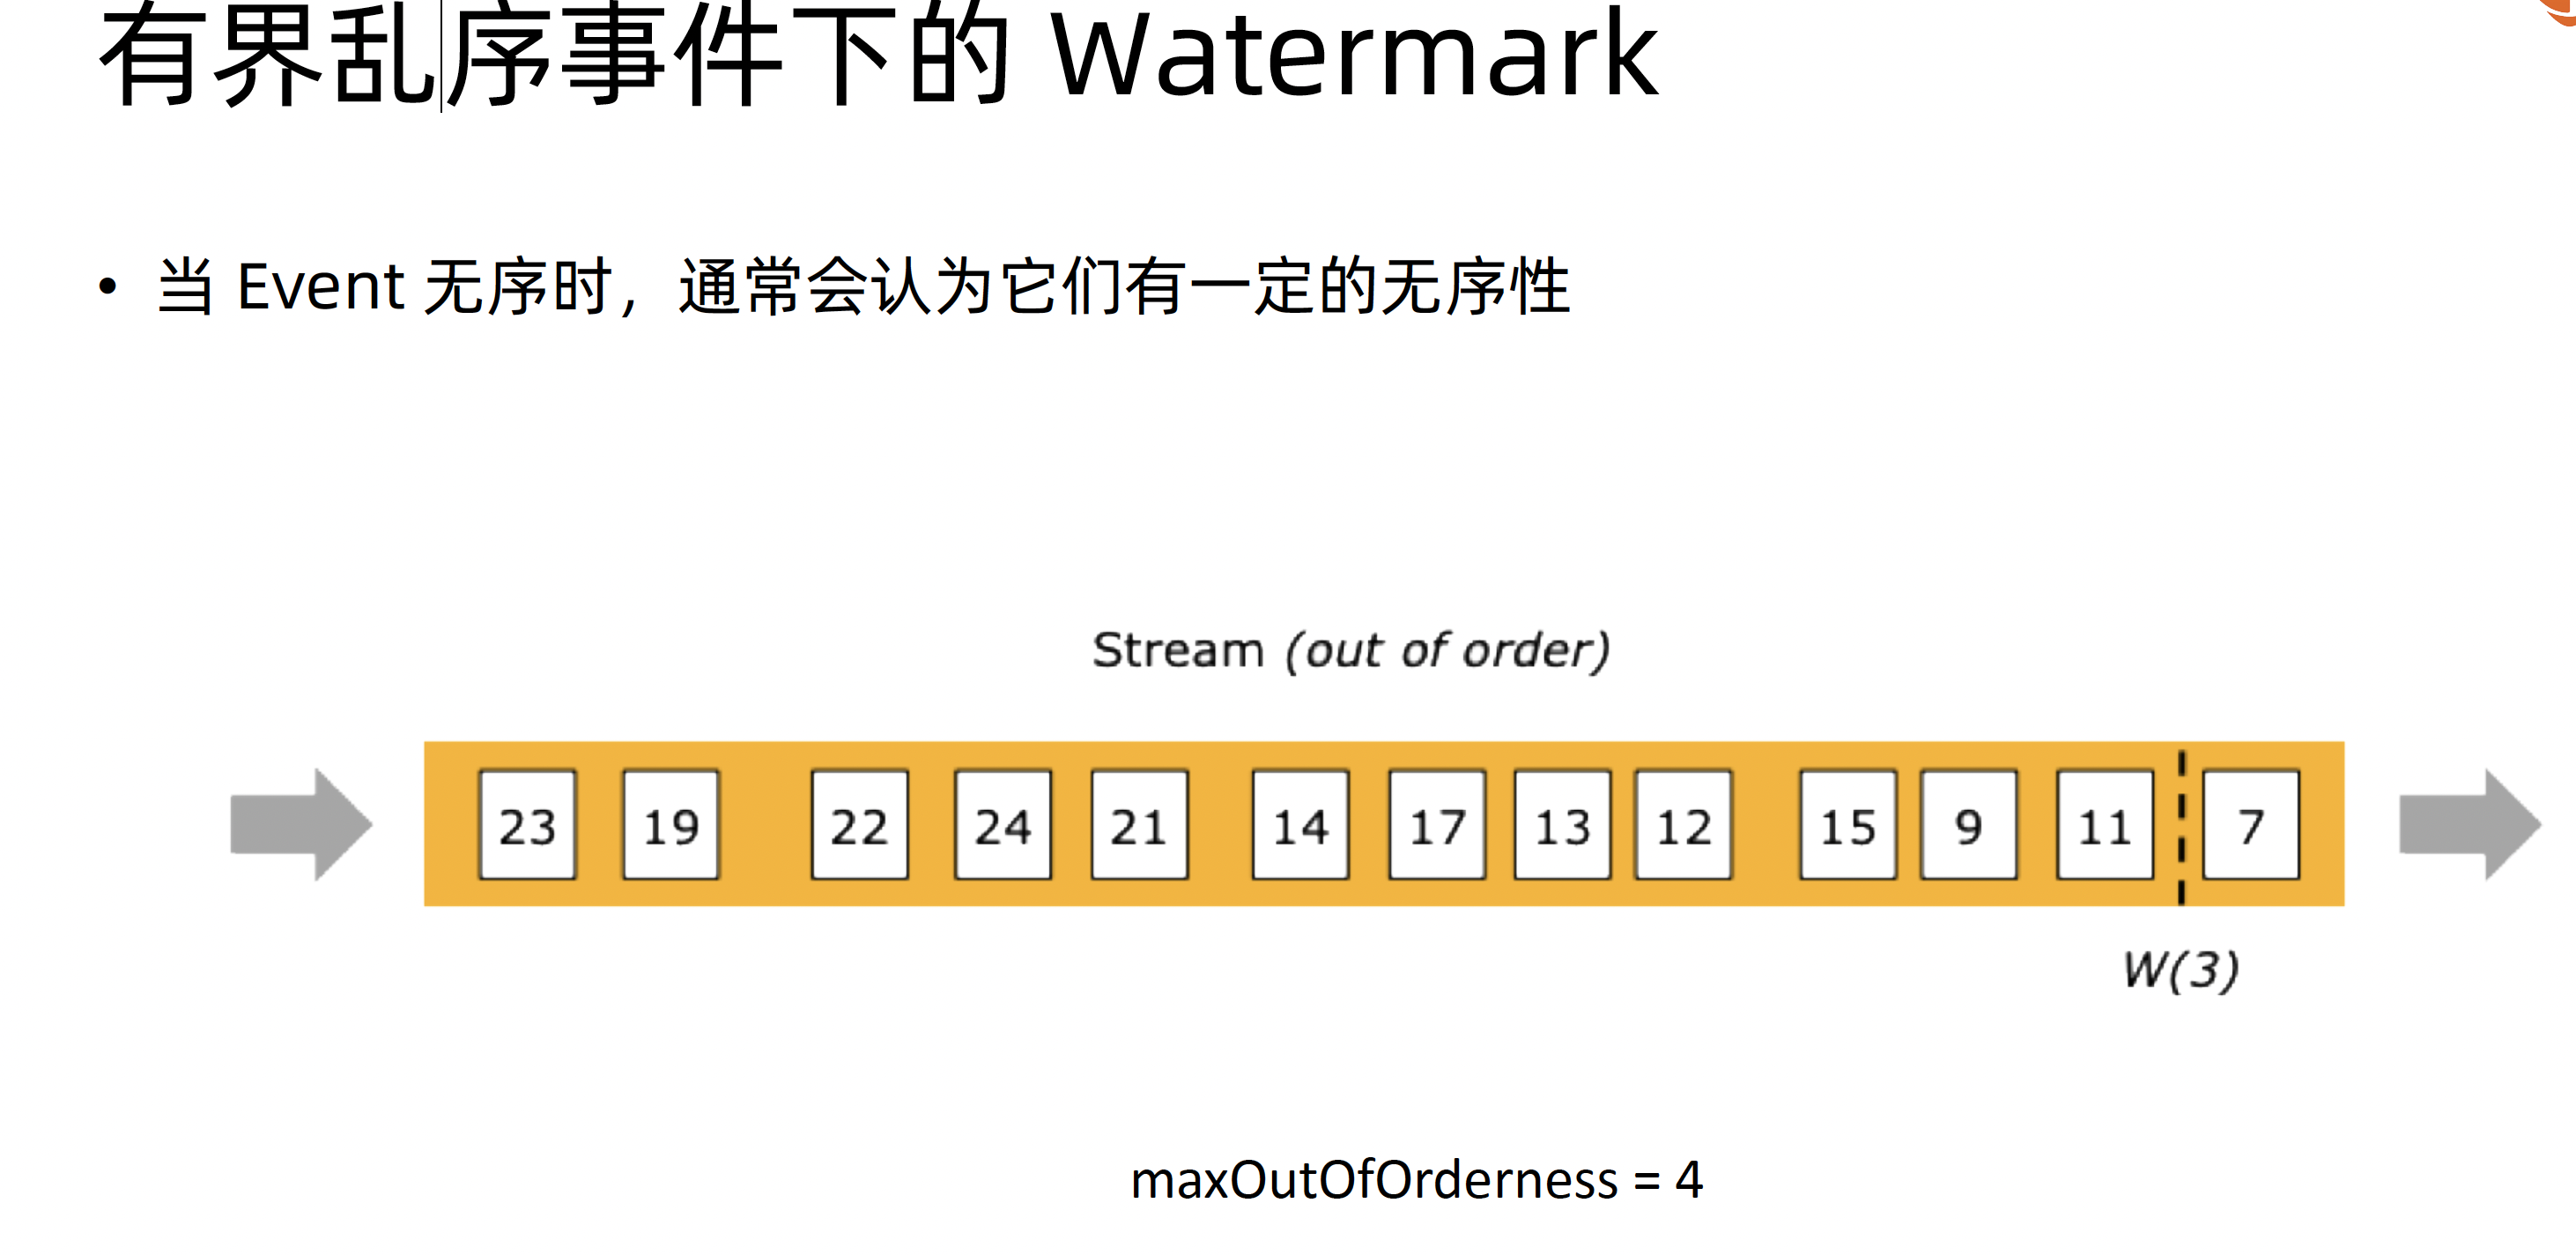 有界乱序事件下的 Watermark
• 当 Event 无序时，通常会认为它们有一定的无序性
Stream (out of order)
23 19 22 24 21 14 17 13 12 15 9 11 7
W(3)
maxOutOfOrderness = 4